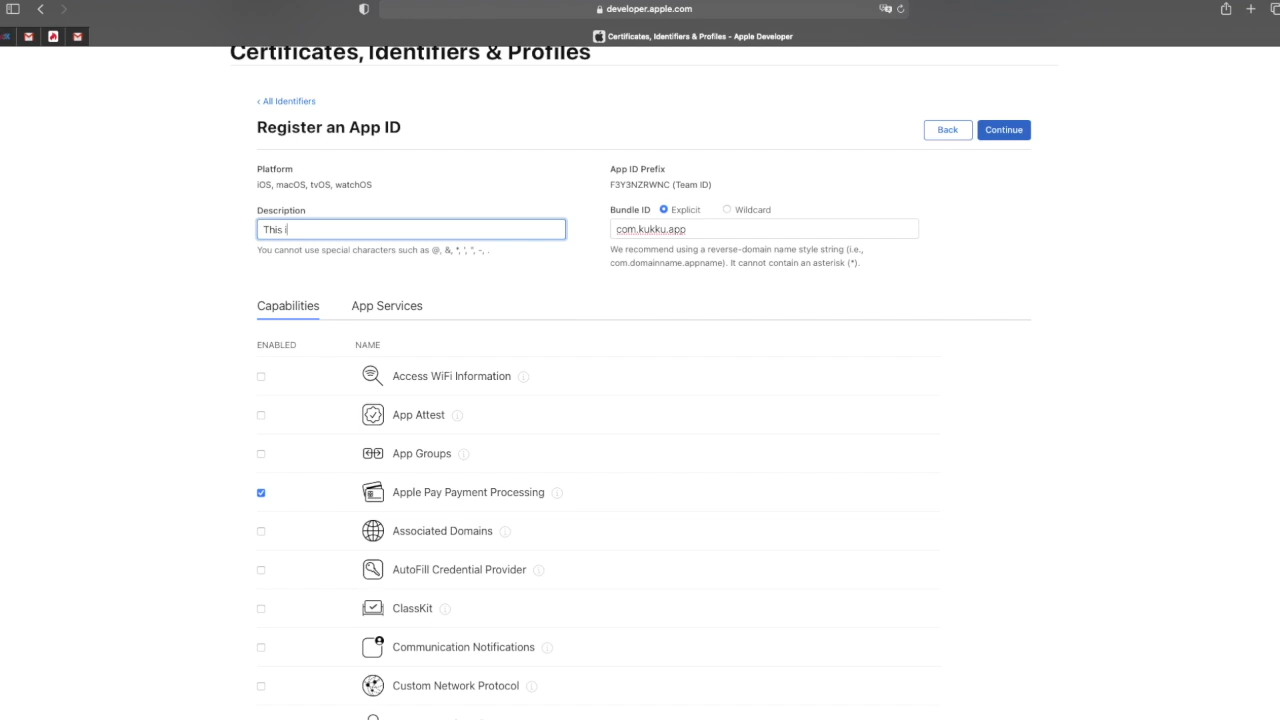 developer.apple.com
Certificates, Identifiers & Profiles - Apple Developer
Certificates, Identifiers & Profiles
‹ All Identifiers
Register an App ID
Back
Continue
Platform
iOS, macOS, tvOS, watchOS
App ID Prefix
F3Y3NZRWNC (Team ID)
Description
This i
You cannot use special characters such as @, &, *, ', ", -, .
Bundle ID Explicit Wildcard
com.kukku.app
We recommend using a reverse-domain name style string (i.e.,
com.domainname.appname). It cannot contain an asterisk (*).
Capabilities App Services
ENABLED NAME
Access WiFi Information
App Attest
App Groups
Apple Pay Payment Processing
Associated Domains
AutoFill Credential Provider
ClassKit
Communication Notifications
Custom Network Protocol